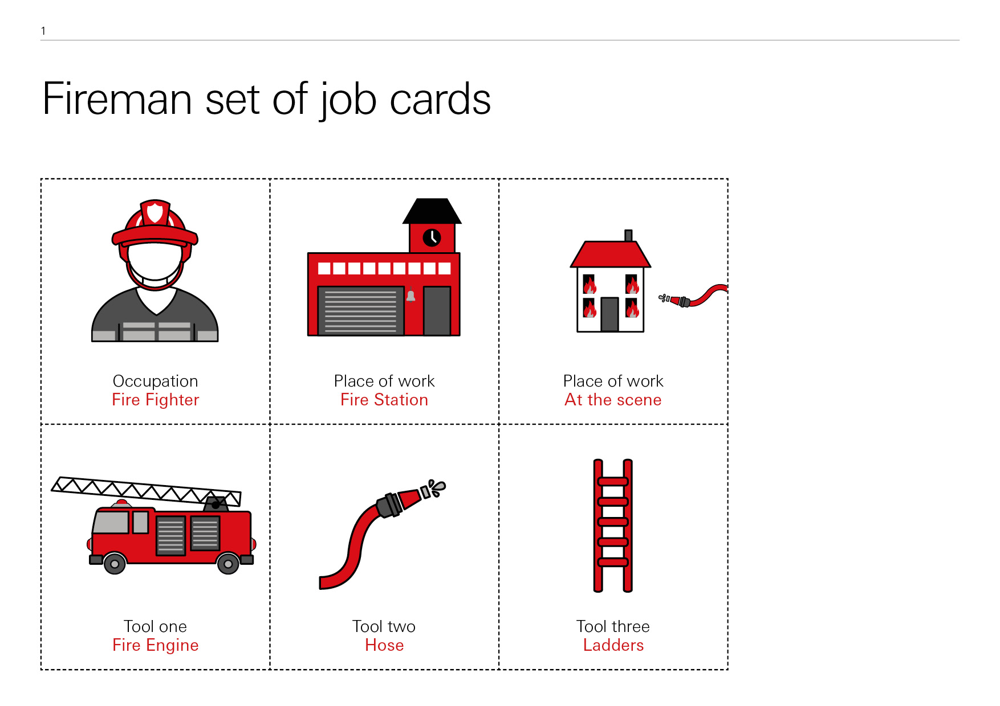 1
Fireman set of job cards
Occupation
Fire Fighter
Place of work
Fire Station
Place of work
At the scene
Tool one
Fire Engine
Tool two
Hose
Tool three
Ladders